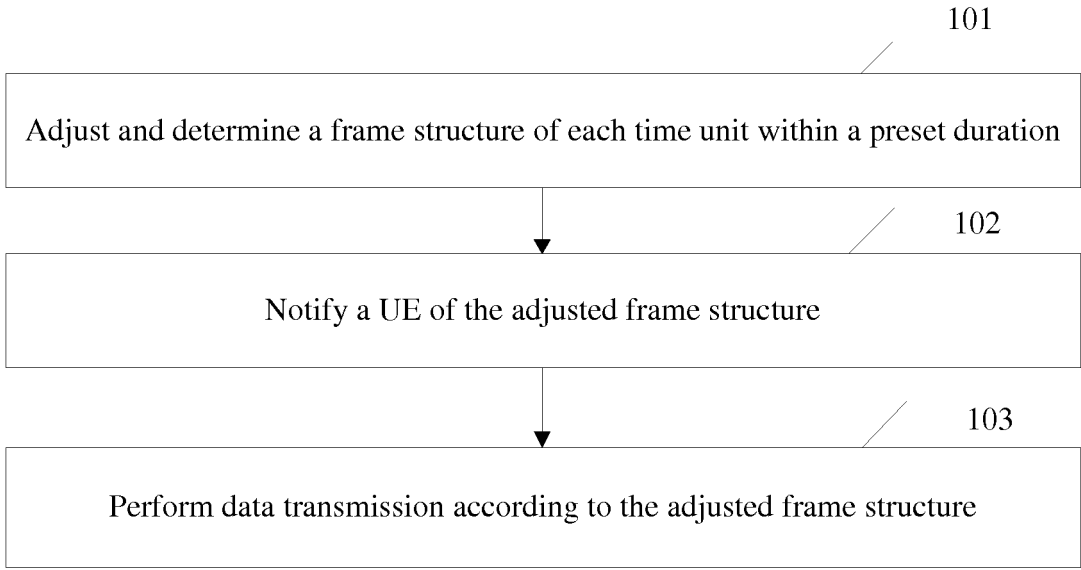 101
Adjust and determine a frame structure of each time unit within a preset duration
102
Notify a UE of the adjusted frame structure
103
Perform data transmission according to the adjusted frame structure